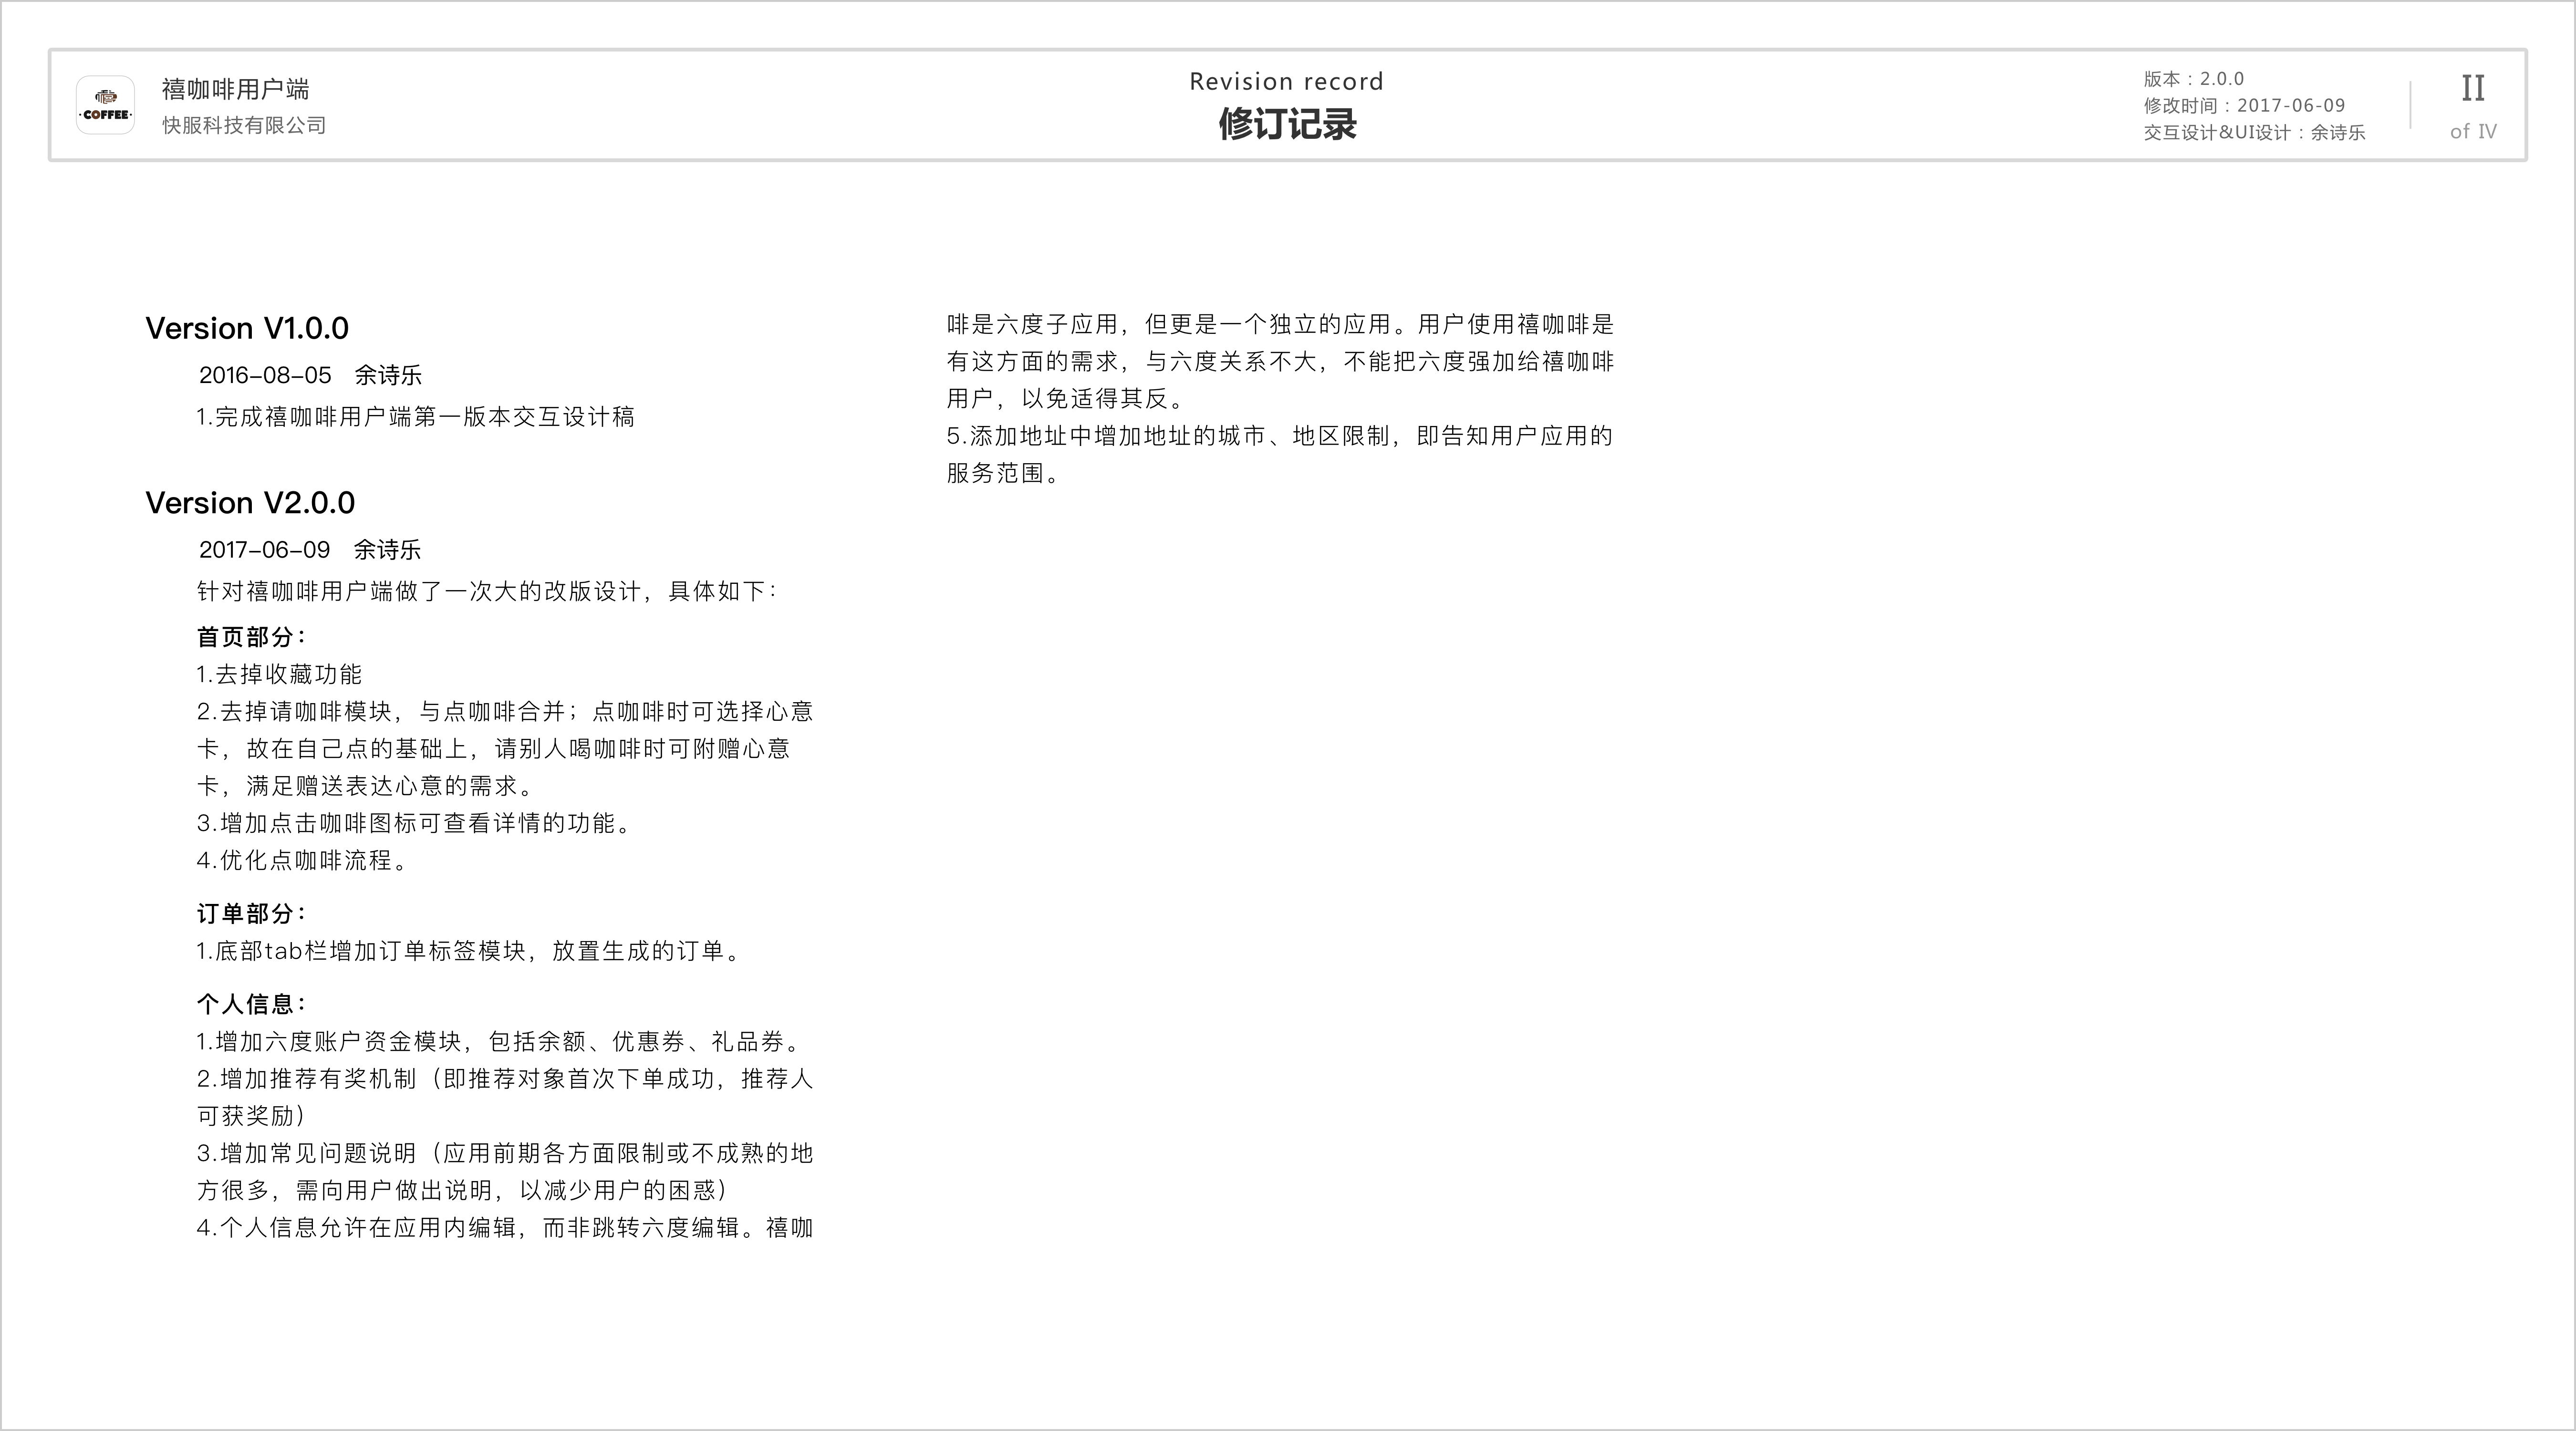 禧咖啡用户端
快服科技有限公司
·COFFEE·
Revision record
修订记录
版本：2.0.0
修改时间：2017-06-09
交互设计&UI设计：余诗乐
II
of IV
Version V1.0.0
2016-08-05 余诗乐
1.完成禧咖啡用户端第一版本交互设计稿
Version V2.0.0
2017-06-09 余诗乐
针对禧咖啡用户端做了一次大的改版设计，具体如下：
首页部分：
1.去掉收藏功能
2.去掉请咖啡模块，与点咖啡合并；点咖啡时可选择心意
卡，故在自己点的基础上，请别人喝咖啡时可附赠心意
卡，满足赠送表达心意的需求。
3.增加点击咖啡图标可查看详情的功能。
4.优化点咖啡流程。
订单部分：
1.底部tab栏增加订单标签模块，放置生成的订单。
个人信息：
1.增加六度账户资金模块，包括余额、优惠券、礼品券。
2.增加推荐有奖机制（即推荐对象首次下单成功，推荐人
可获奖励）
3.增加常见问题说明（应用前期各方面限制或不成熟的地
方很多，需向用户做出说明，以减少用户的困惑）
4.个人信息允许在应用内编辑，而非跳转六度编辑。禧咖
啡是六度子应用，但更是一个独立的应用。用户使用禧咖啡是
有这方面的需求，与六度关系不大，不能把六度强加给禧咖啡
用户，以免适得其反。
5.添加地址中增加地址的城市、地区限制，即告知用户应用的
服务范围。